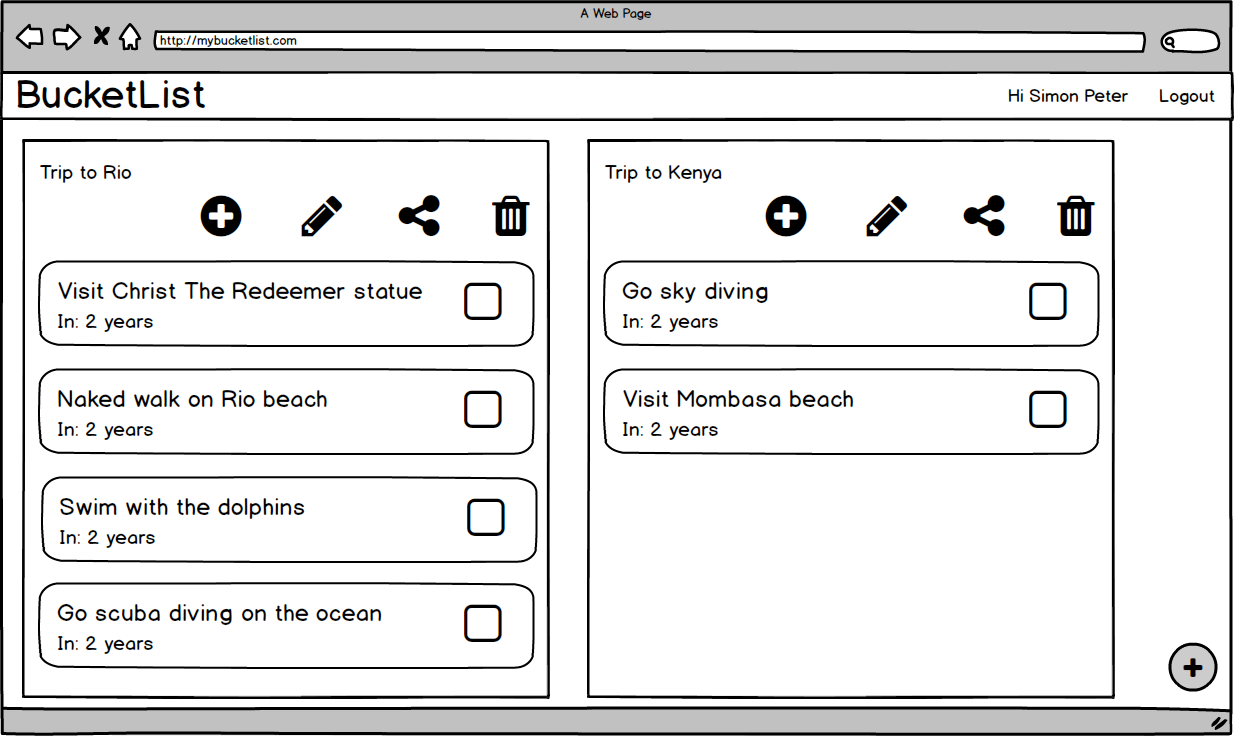 A Web Page
http://mybucketlist.com
BucketList
Hi Simon Peter
Logout
Trip to Rio
Visit Christ The Redeemer statue
In: 2 years
Naked walk on Rio beach
In: 2 years
Swim with the dolphins
In: 2 years
Go scuba diving on the ocean
In: 2 years
Trip to Kenya
Go sky diving
In: 2 years
Visit Mombasa beach
In: 2 years